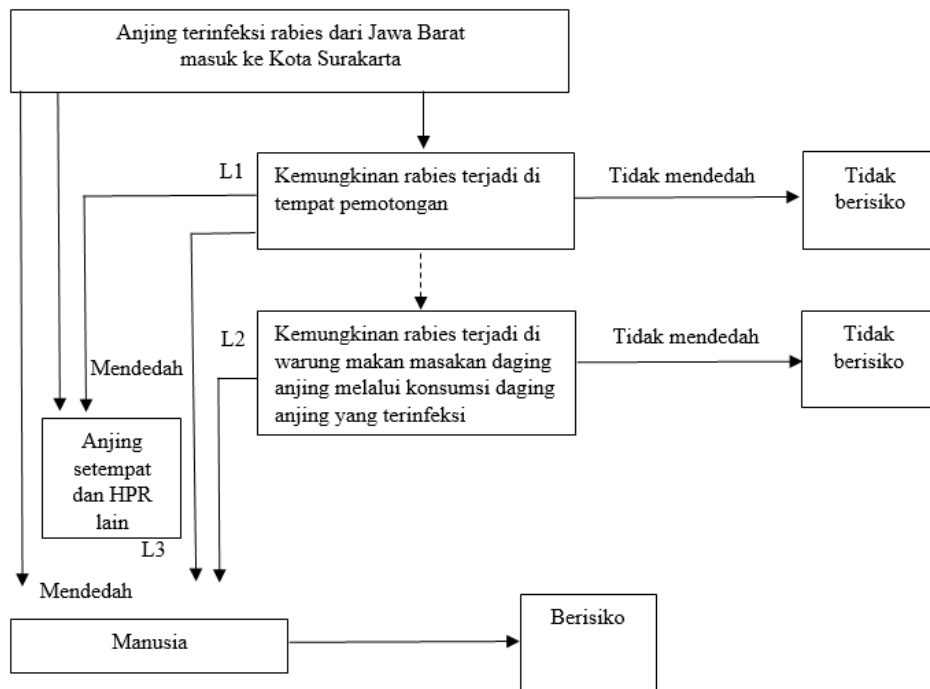 Anjing terinfeksi rabies dari Jawa Barat
masuk ke Kota Surakarta
L1
Kemungkinan rabies terjadi di
tempat pemotongan
Tidak mendedah
Tidak
berisiko
L2
Kemungkinan rabies terjadi di
warung makan masakan daging
anjing melalui konsumsi daging
anjing yang terinfeksi
Tidak mendedah
Tidak
berisiko
Mendedah
Anjing
setempat
dan HPR
lain
L3
Mendedah
Manusia
Berisiko